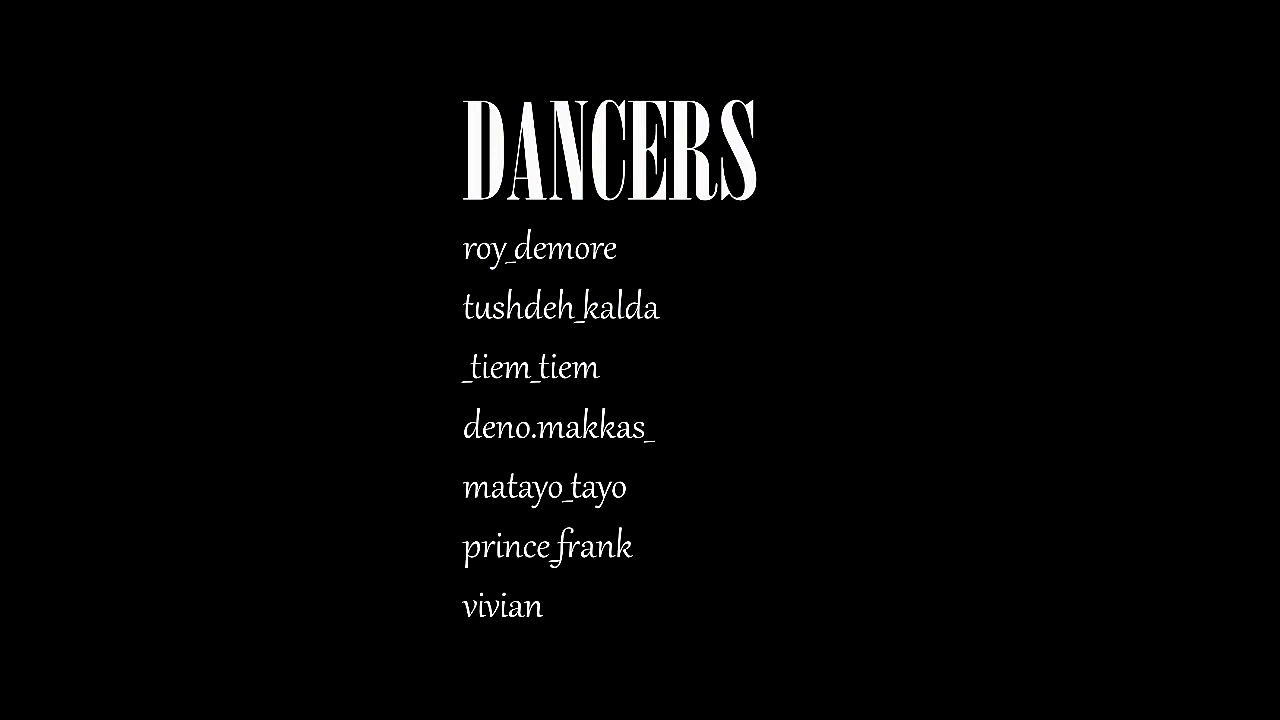 DANCERS
roy_demore
tushdeh_kalda
_tiem_tiem
deno.makkas_
matayo_tayo
prince_frank
vivian